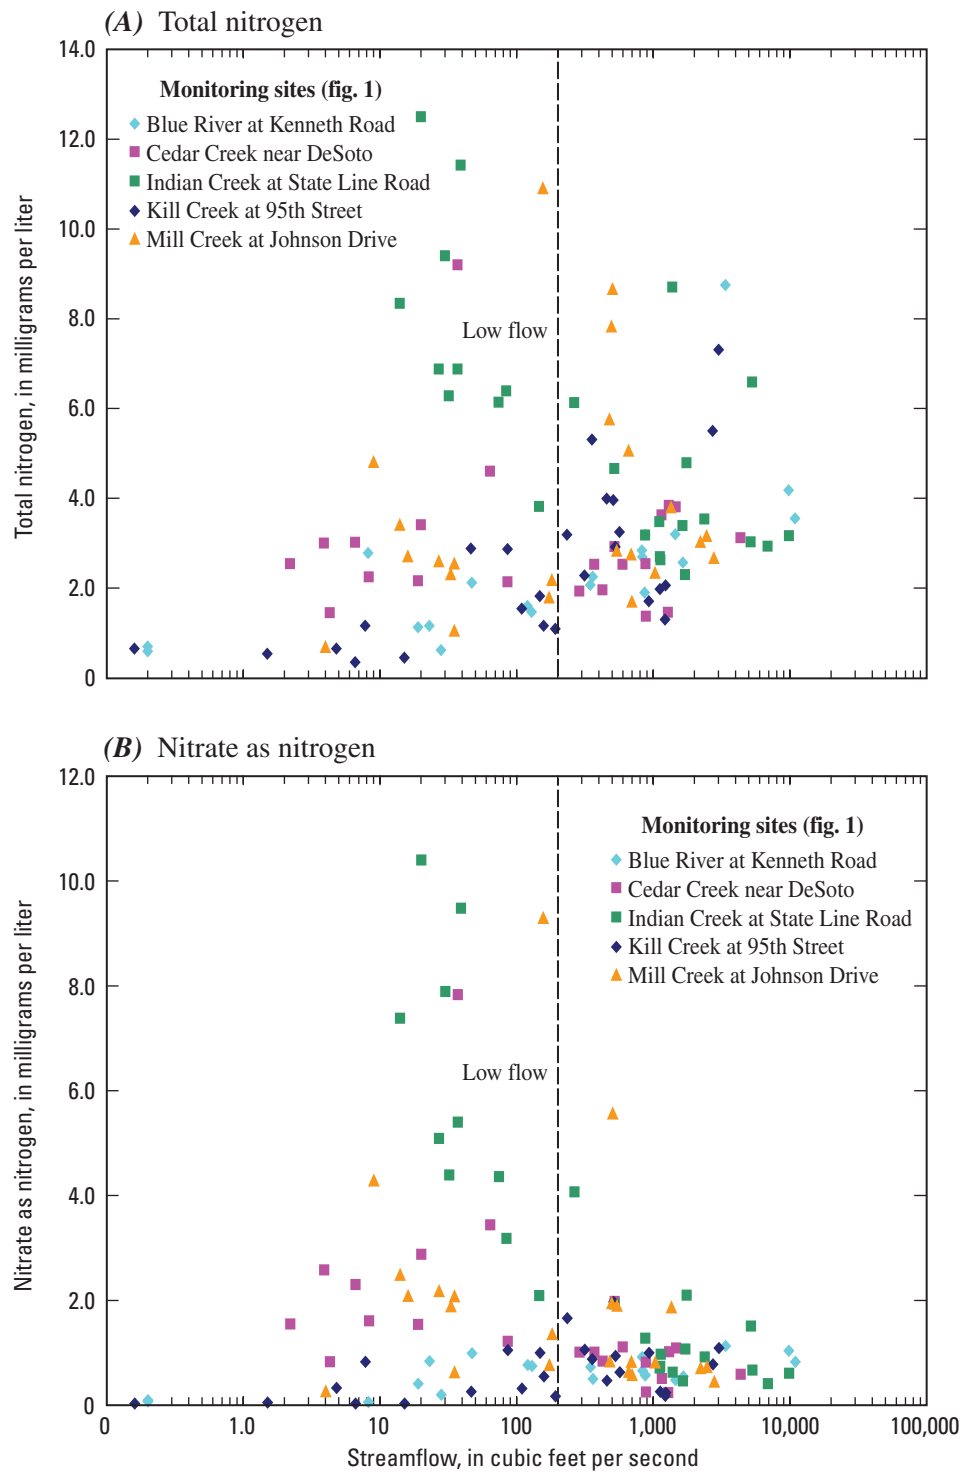 (A) Total nitrogen
14.0
12.0
10.0
8.0
6.0
4.0
2.0
0
Total nitrogen, in milligrams per liter
Monitoring sites (fig. 1)
Blue River at Kenneth Road
Cedar Creek near DeSoto
Indian Creek at State Line Road
Kill Creek at 95th Street
Mill Creek at Johnson Drive
Low flow
(B) Nitrate as nitrogen
12.0
10.0
8.0
6.0
4.0
2.0
0
Nitrate as nitrogen, in milligrams per liter
Monitoring sites (fig. 1)
Blue River at Kenneth Road
Cedar Creek near DeSoto
Indian Creek at State Line Road
Kill Creek at 95th Street
Mill Creek at Johnson Drive
Low flow
0 1.0 10 100 1,000 10,000 100,000
Streamflow, in cubic feet per second